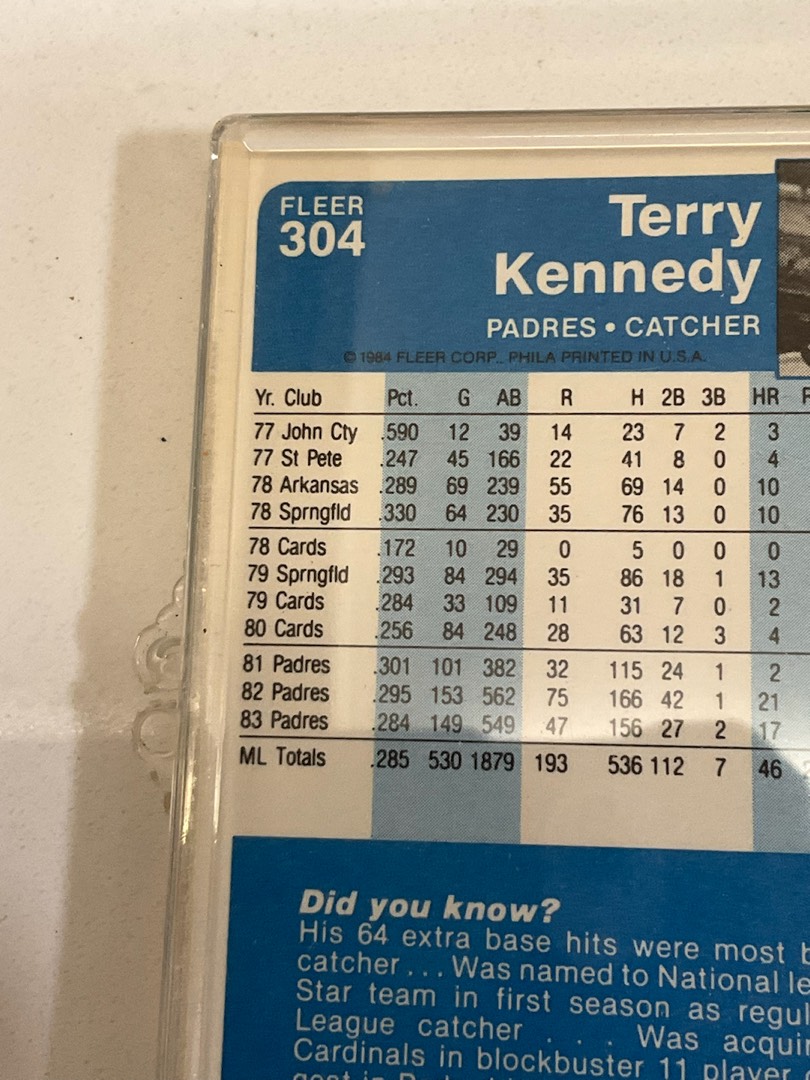 FLEER
304
Terry
Kennedy
PADRES • CATCHER
© 1984 FLEER CORP., PHILA PRINTED IN U.S.A.
Yr. Club Pct. G AB R H 2B 3B HR
77 John Cty .590 12 39 14 23 7 2 3
77 St Pete .247 45 166 22 41 8 0 4
78 Arkansas .289 69 239 55 69 14 0 10
78 Sprngfld .330 64 230 35 76 13 0 10
78 Cards .172 10 29 0 5 0 0 0
79 Sprngfld .293 84 294 35 86 18 1 13
79 Cards .284 33 109 11 31 7 0 2
80 Cards .256 84 248 28 63 12 3 4
81 Padres .301 101 382 32 115 24 1 2
82 Padres .295 153 562 75 166 42 1 21
83 Padres .284 149 549 47 156 27 2 17
ML Totals .285 530 1879 193 536 112 7 46
Did you know?
His 64 extra base hits were most b
catcher... Was named to National le
Star team in first season as regul
League catcher . . . Was acquir
Cardinals in blockbuster 11 player